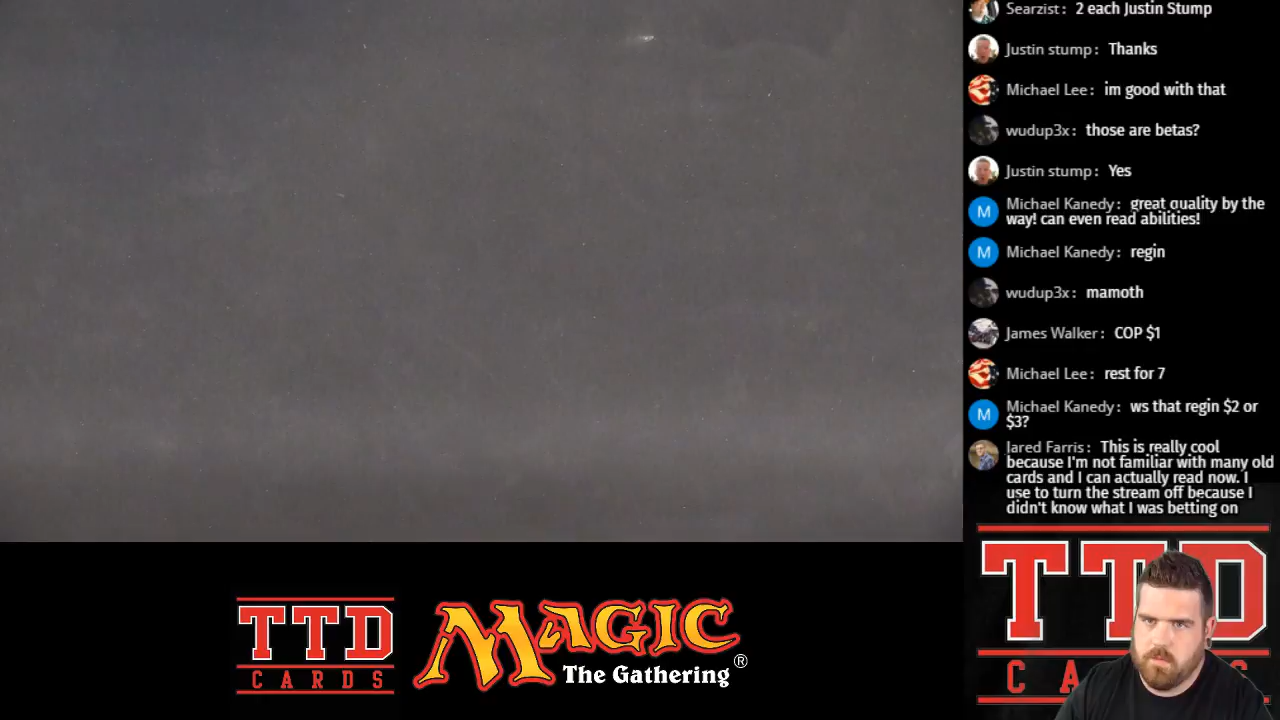 Searzist: 2 each Justin Stump
Justin stump: Thanks
Michael Lee: im good with that
wudup3x: those are betas?
Justin stump: Yes
Michael Kanedy: great quality by the
way! can even read abilities!
Michael Kanedy: regin
wudup3x: mamoth
James Walker: COP $1
Michael Lee: rest for 7
Michael Kanedy: ws that regin $2 or
$3?
Jared Farris: This is really cool
because I'm not familiar with many old
cards and I can actually read now. I
use to turn the stream off because I
didn't know what I was betting on
M
M
M
TTD
CARDS
MAGIC
The Gathering®
TTD